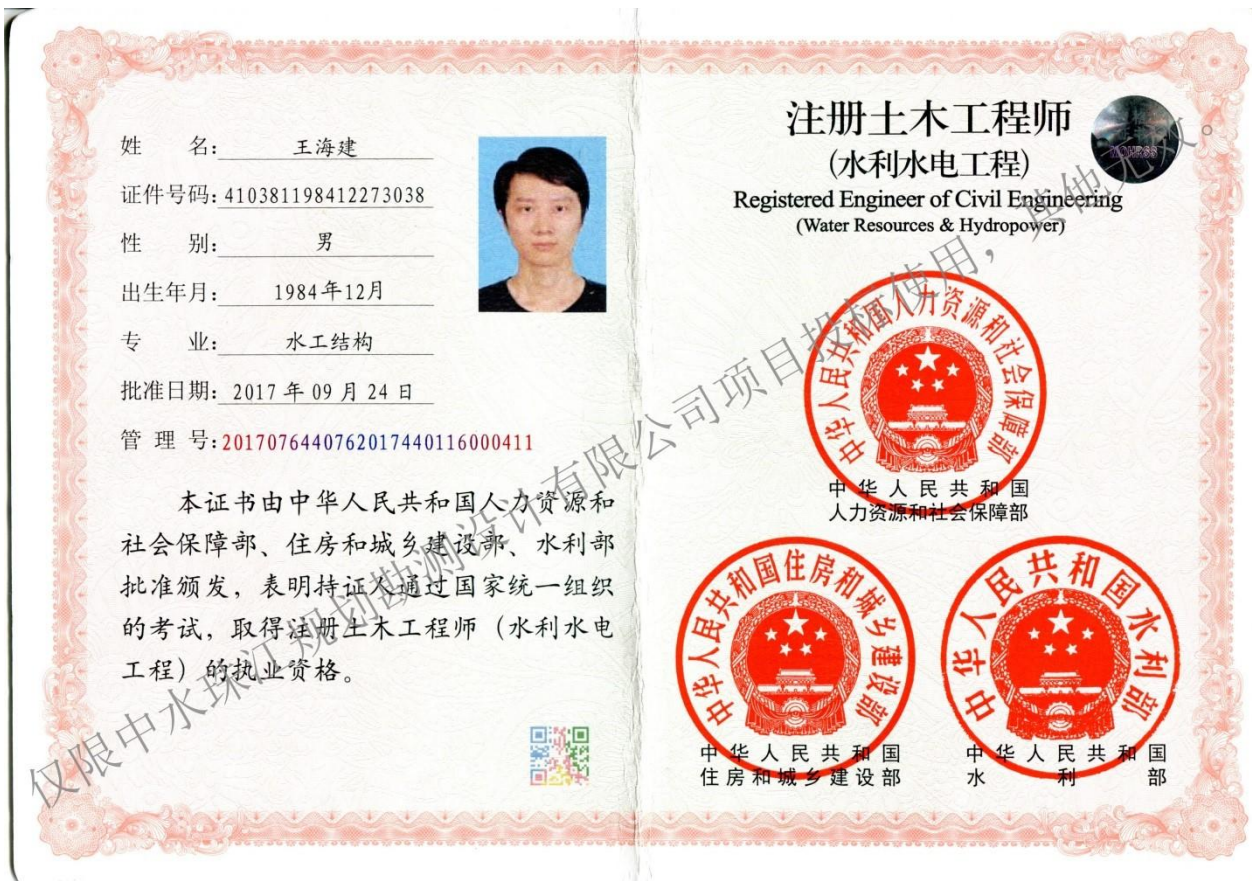 姓 名: 王海建
证件号码: 410381198412273038
性 别: 男
出生年月: 1984年12月
专 业: 水工结构
批准日期: 2017 年 09 月 24 日
管 理 号: 20170764407620174401160004​11
本证书由中华人民共和国人力资源和
社会保障部、住房和城乡建设部、水利部
批准颁发，表明持证人通过国家统一组织
的考试，取得注册土木工程师（水利水电
工程）的执业资格。
注册土木工程师
(水利水电工程)
Registered Engineer of Civil Engineering
(Water Resources & Hydropower)
中华人民共和国人力资源和社会保障部
中华人民共和国
人力资源和社会保障部
中华人民共和国住房和城乡建设部
中华人民共和国
住房和城乡建设部
中华人民共和国水利部
中华人民共和国
水利部
仅限中水珠江规划勘测设计有限公司项目投标使用，其他无效。